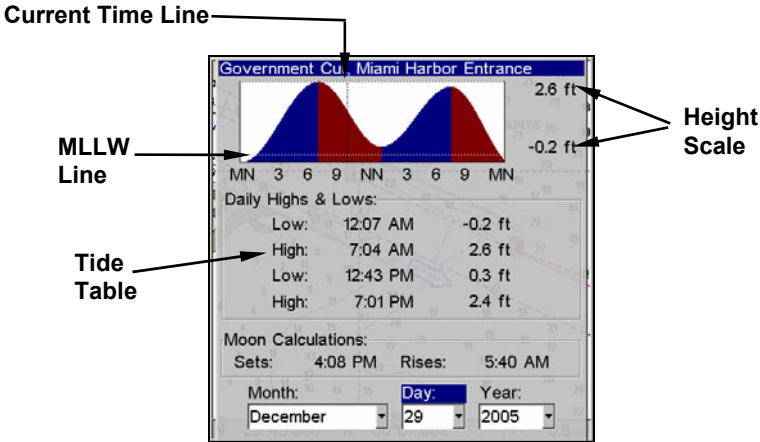 Current Time Line
Government Cut, Miami Harbor Entrance
2.6 ft
Height
Scale
-0.2 ft
MLLW
Line
MN 3 6 9 NN 3 6 9 MN
Daily Highs & Lows:
Low: 12:07 AM -0.2 ft
High: 7:04 AM 2.6 ft
Tide
Table
Low: 12:43 PM 0.3 ft
High: 7:01 PM 2.4 ft
Moon Calculations:
Sets: 4:08 PM Rises: 5:40 AM
Month: Day: Year:
December 29 2005